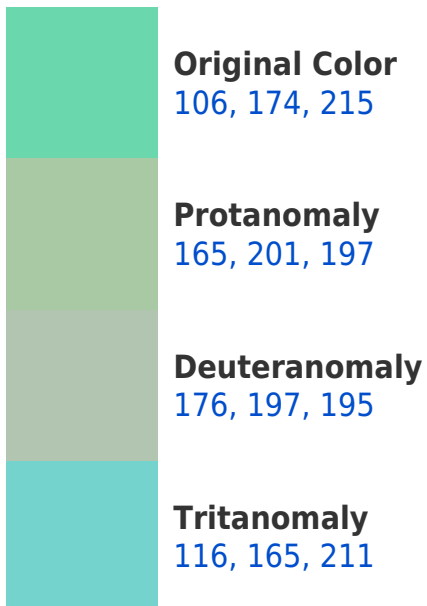 Original Color
106, 174, 215
Protanomaly
165, 201, 197
Deuteranomaly
176, 197, 195
Tritanomaly
116, 165, 211